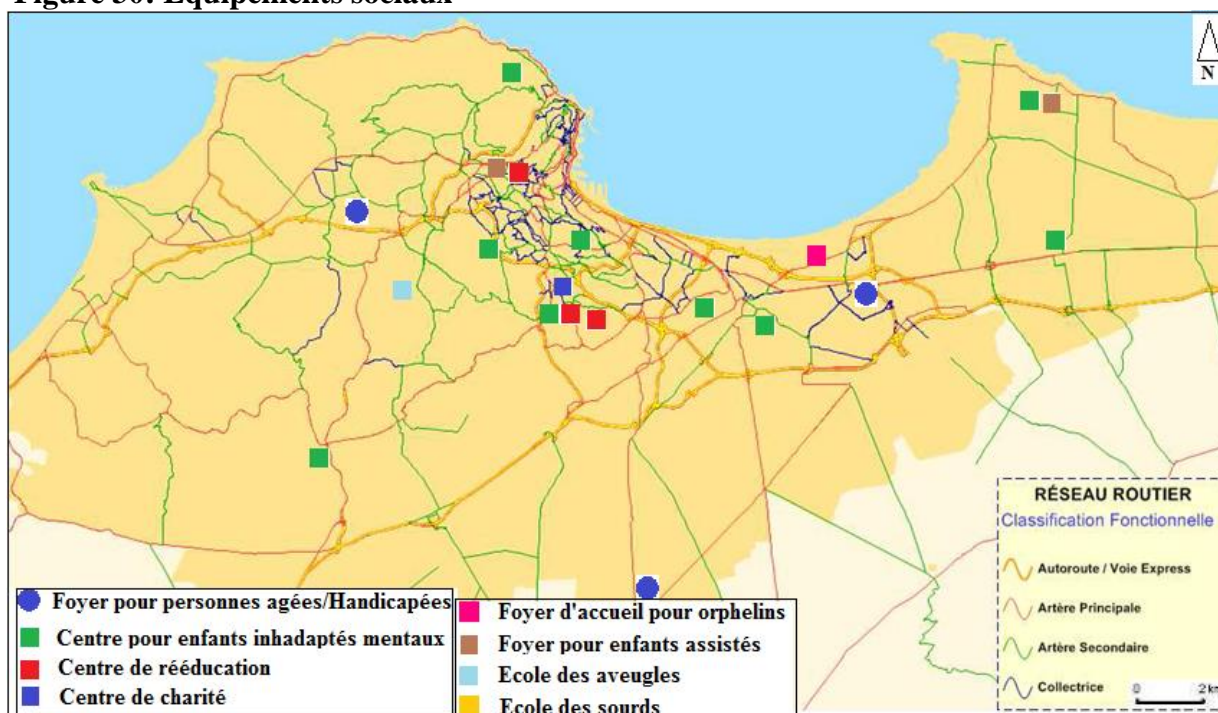 Figure 30: Equipements sociaux
N
RÉSEAU ROUTIER
Classification Fonctionnelle
Autoroute / Voie Express
Artère Principale
Artère Secondaire
Collectrice
0 2 km
Foyer pour personnes agées/Handicapées
Centre pour enfants inhadaptés mentaux
Centre de rééducation
Centre de charité
Foyer d'accueil pour orphelins
Foyer pour enfants assistés
Ecole des aveugles
Ecole des sourds